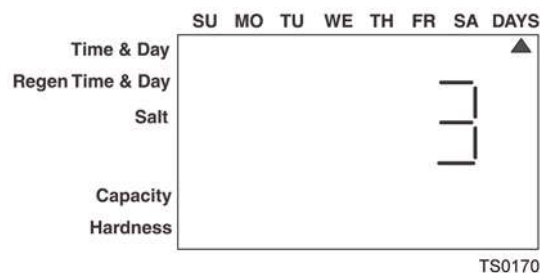 SU MO TU WE TH FR SA DAYS
Time & Day
Regen Time & Day
Salt
3
Capacity
Hardness
TS0170